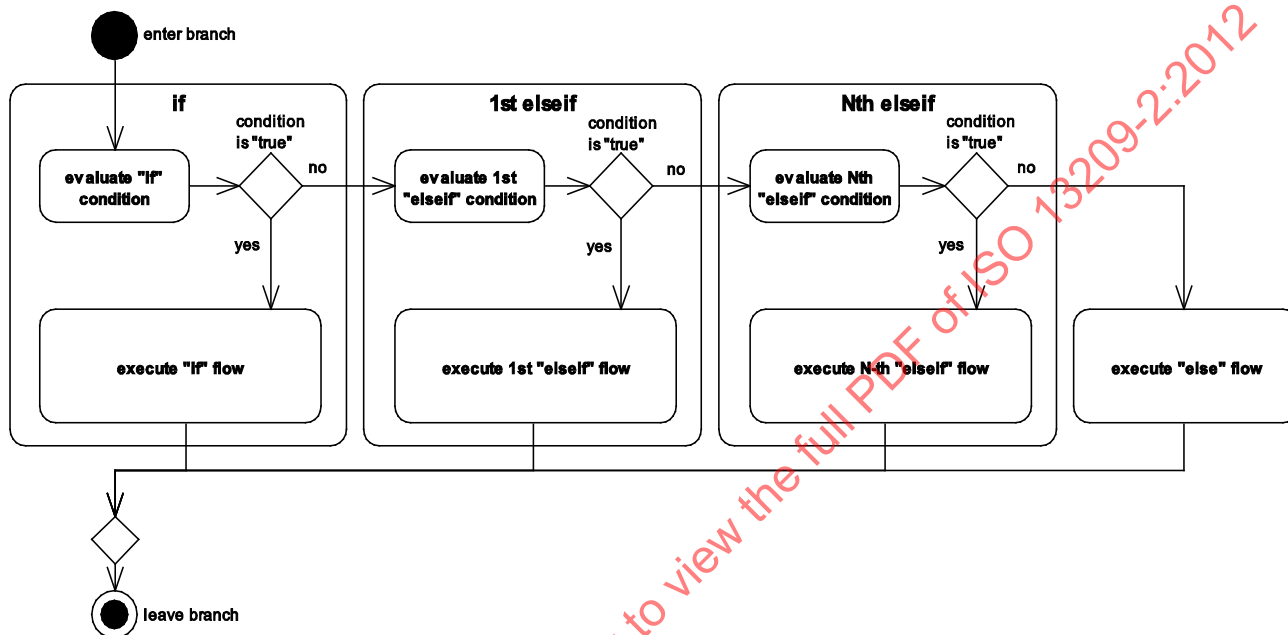 enter branch
if
condition
is "true"
evaluate "if"
condition
no
yes
execute "if" flow
1st elseif
condition
is "true"
evaluate 1st
"elseif" condition
no
yes
execute 1st "elseif" flow
Nth elseif
condition
is "true"
evaluate Nth
"elseif" condition
no
yes
execute N-th "elseif" flow
execute "else" flow
leave branch
to view the full PDF of ISO 13209-2:2012